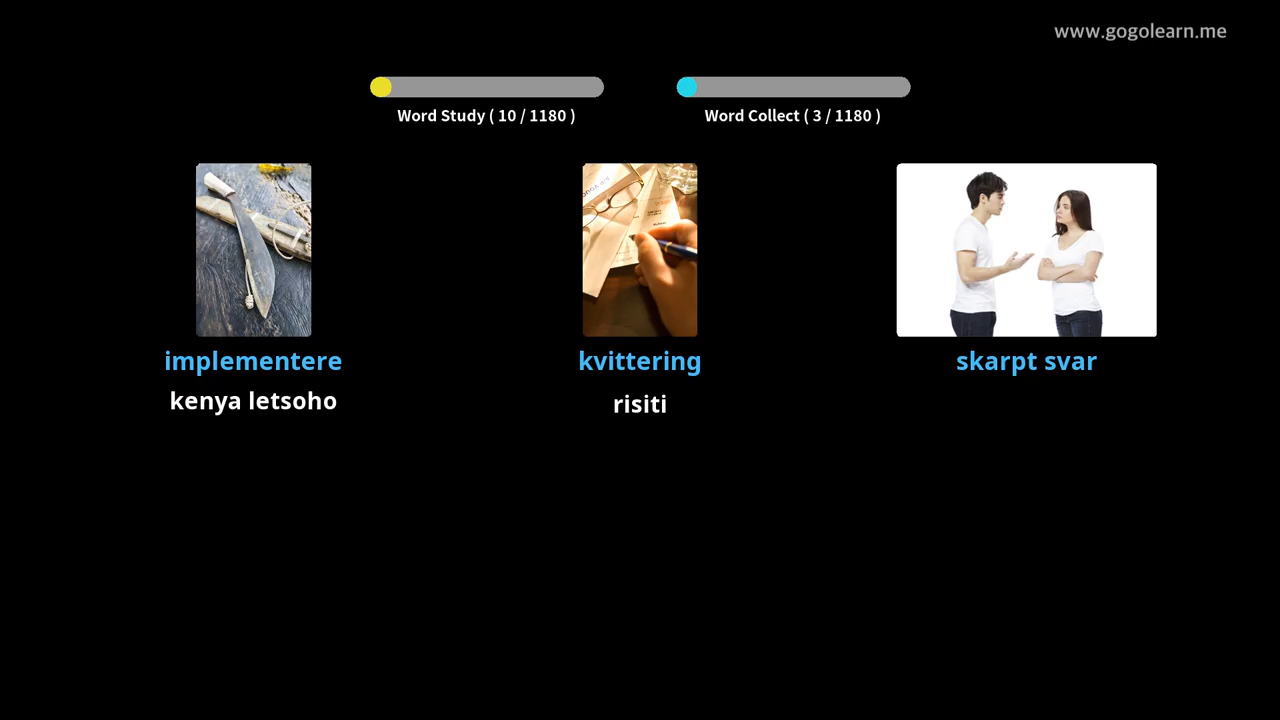 www.gogolearn.me
Word Study ( 10 / 1180 )
Word Collect ( 3 / 1180 )
implementere
kenya letsoho
kvittering
risiti
skarpt svar